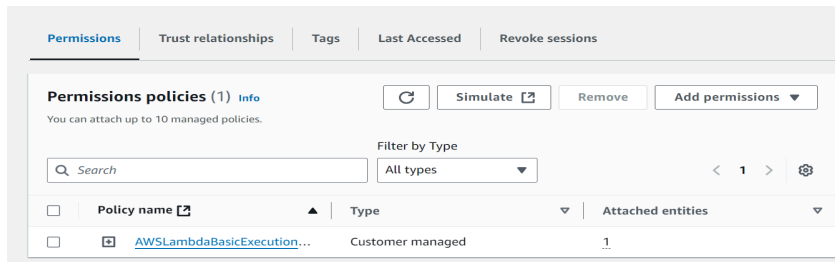 Permissions Trust relationships Tags Last Accessed Revoke sessions
Permissions policies (1) Info
Simulate Remove Add permissions
You can attach up to 10 managed policies.
Filter by Type
Search All types 1
Policy name Type Attached entities
AWSLambdaBasicExecution... Customer managed 1